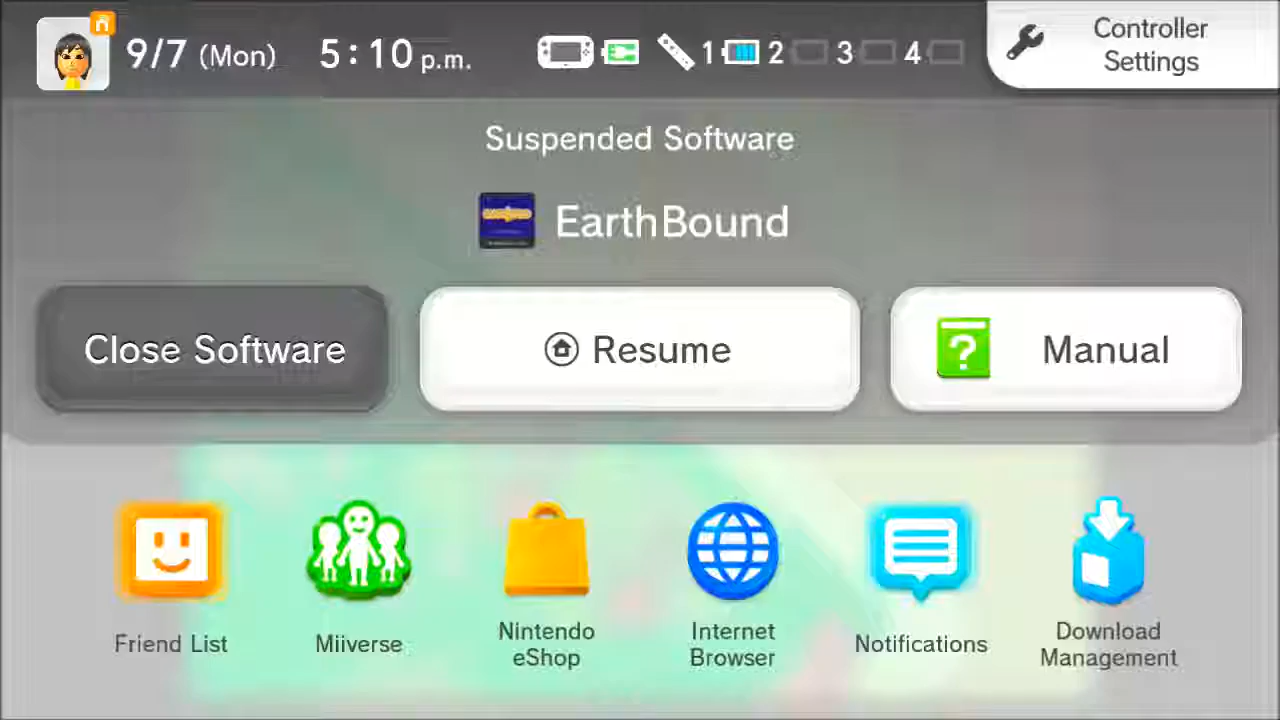 9/7 (Mon) 5:10 p.m. 1 2 3 4
Controller
Settings
Suspended Software
EarthBound
Close Software
Resume
? Manual
Friend List
Miiverse
Nintendo
eShop
Internet
Browser
Notifications
Download
Management